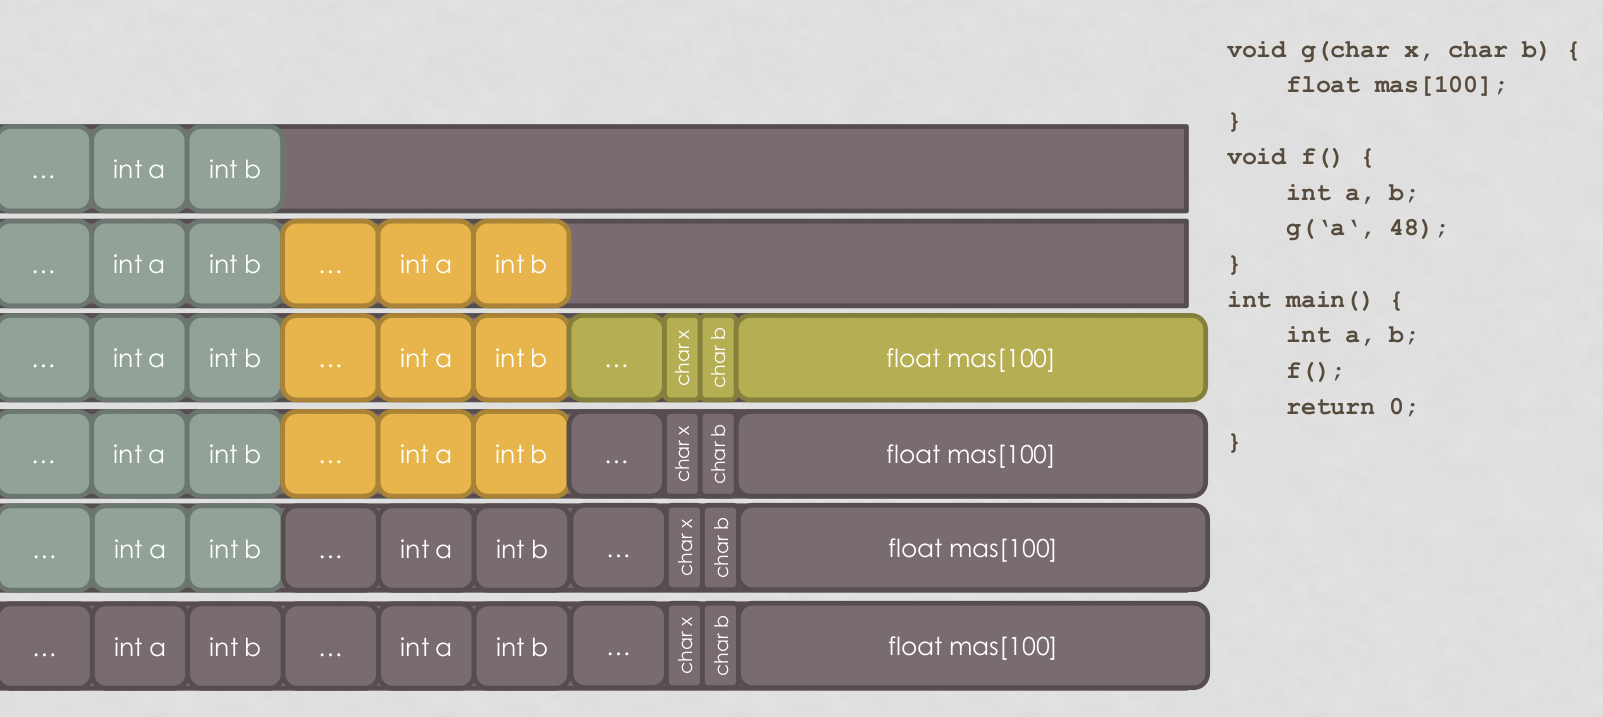 … int a int b
… int a int b … int a int b
… int a int b … int a int b … char x char b float mas[100]
… int a int b … int a int b … char x char b float mas[100]
… int a int b … int a int b … char x char b float mas[100]
… int a int b … int a int b … char x char b float mas[100]
void g(char x, char b) {
    float mas[100];
}
void f() {
    int a, b;
    g(‛a‛, 48);
}
int main() {
    int a, b;
    f();
    return 0;
}